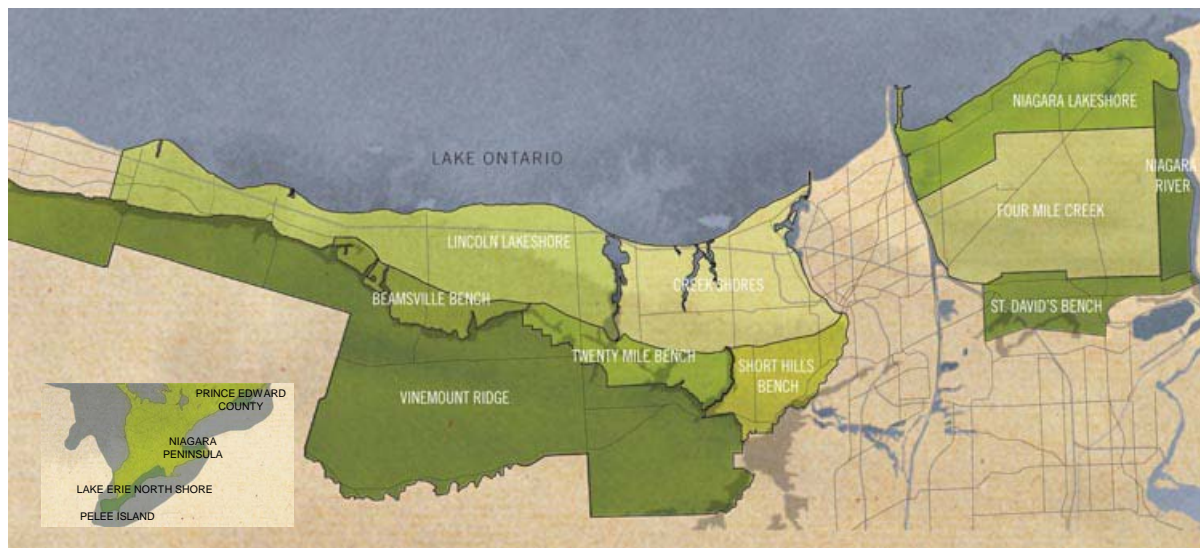 LAKE ONTARIO
NIAGARA LAKESHORE
NIAGARA
RIVER
FOUR MILE CREEK
ST. DAVID'S BENCH
LINCOLN LAKESHORE
CREEK SHORES
BEAMSVILLE BENCH
TWENTY MILE BENCH
SHORT HILLS
BENCH
VINEMOUNT RIDGE
PRINCE EDWARD
COUNTY
NIAGARA
PENINSULA
LAKE ERIE NORTH SHORE
PELEE ISLAND